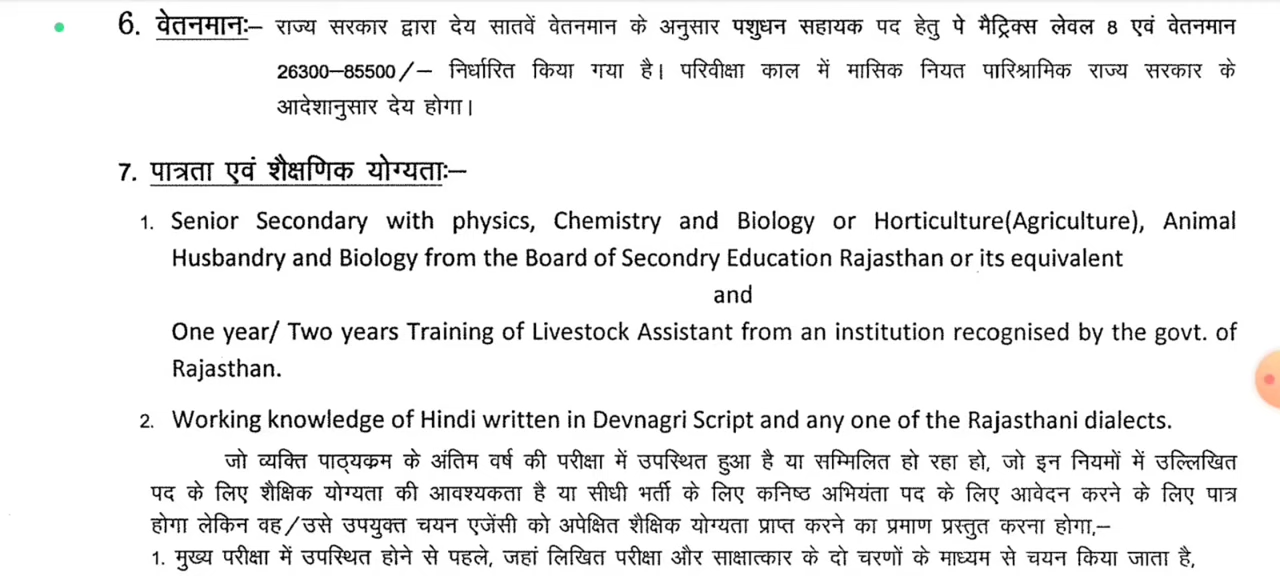 6. वेतनमानः– राज्य सरकार द्वारा देय सातवें वेतनमान के अनुसार पशुधन सहायक पद हेतु पे मैट्रिक्स लेवल 8 एवं वेतनमान
26300–85500/– निर्धारित किया गया है। परिवीक्षा काल में मासिक नियत पारिश्रामिक राज्य सरकार के
आदेशानुसार देय होगा।
7. पात्रता एवं शैक्षणिक योग्यताः–
1. Senior Secondary with physics, Chemistry and Biology or Horticulture(Agriculture), Animal
Husbandry and Biology from the Board of Secondry Education Rajasthan or its equivalent
and
One year/ Two years Training of Livestock Assistant from an institution recognised by the govt. of
Rajasthan.
2. Working knowledge of Hindi written in Devnagri Script and any one of the Rajasthani dialects.
जो व्यक्ति पाठ्यकम के अंतिम वर्ष की परीक्षा में उपस्थित हुआ है या सम्मिलित हो रहा हो, जो इन नियमों में उल्लिखित
पद के लिए शैक्षिक योग्यता की आवश्यकता है या सीधी भर्ती के लिए कनिष्ठ अभियंता पद के लिए आवेदन करने के लिए पात्र
होगा लेकिन वह/उसे उपयुक्त चयन एजेंसी को अपेक्षित शैक्षिक योग्यता प्राप्त करने का प्रमाण प्रस्तुत करना होगा,–
1. मुख्य परीक्षा में उपस्थित होने से पहले, जहां लिखित परीक्षा और साक्षात्कार के दो चरणों के माध्यम से चयन किया जाता है,